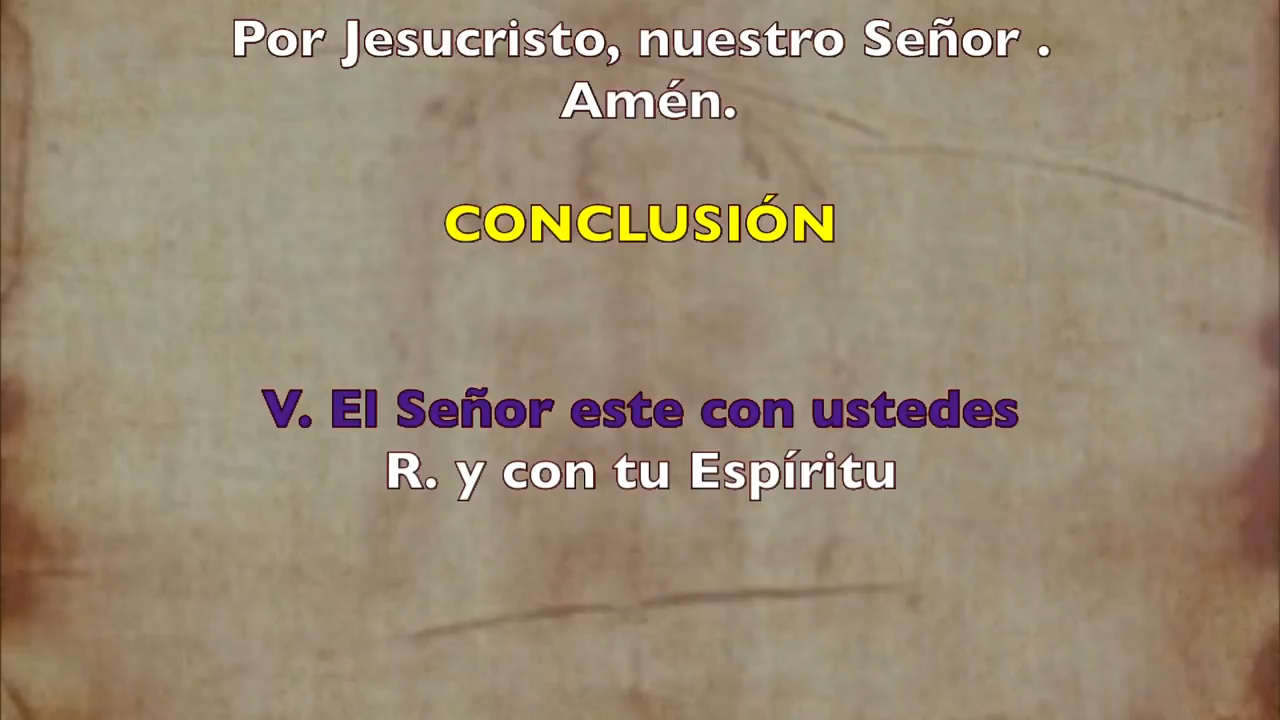 Por Jesucristo, nuestro Señor .
Amén.
CONCLUSIÓN
V. El Señor este con ustedes
R. y con tu Espíritu